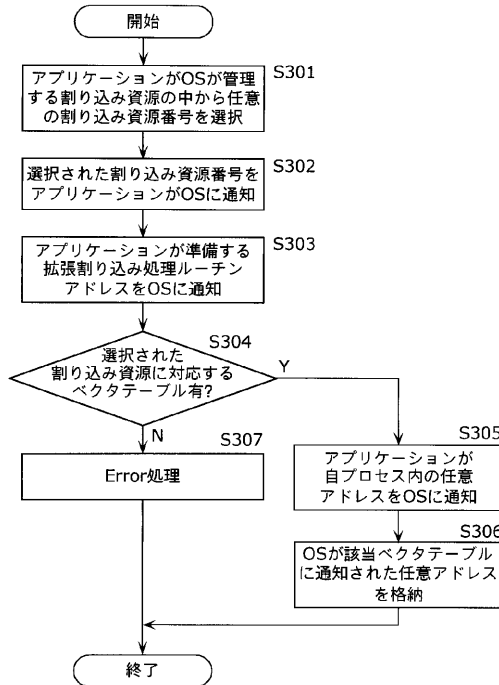 開始
アプリケーションがOSが管理
する割り込み資源の中から任意
の割り込み資源番号を選択
S301
選択された割り込み資源番号を
アプリケーションがOSに通知
S302
アプリケーションが準備する
拡張割り込み処理ルーチン
アドレスをOSに通知
S303
S304
選択された
割り込み資源に対応する
ベクタテーブル有?
Y
N
S307
Error処理
S305
アプリケーションが
自プロセス内の任意
アドレスをOSに通知
S306
OSが該当ベクタテーブル
に通知された任意アドレス
を格納
終了